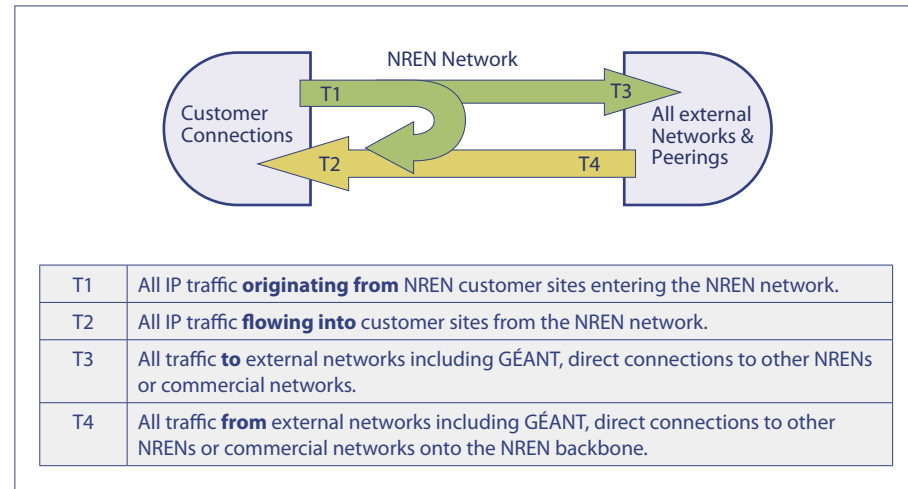 NREN Network
T1
T3
Customer
Connections
All external
Networks &
Peerings
T2
T4
T1 All IP traffic originating from NREN customer sites entering the NREN network.
T2 All IP traffic flowing into customer sites from the NREN network.
T3 All traffic to external networks including GÉANT, direct connections to other NRENs
or commercial networks.
T4 All traffic from external networks including GÉANT, direct connections to other
NRENs or commercial networks onto the NREN backbone.